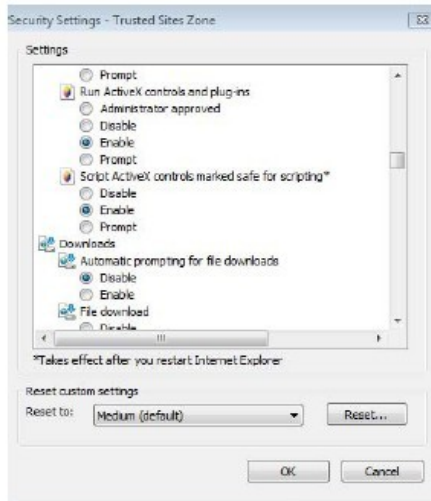 Security Settings - Trusted Sites Zone
Settings
Prompt
Run ActiveX controls and plug-ins
Administrator approved
Disable
Enable
Prompt
Script ActiveX controls marked safe for scripting*
Disable
Enable
Prompt
Downloads
Automatic prompting for file downloads
Disable
Enable
File download
Disable
*Takes effect after you restart Internet Explorer
Reset custom settings
Reset to: Medium (default) Reset...
OK Cancel